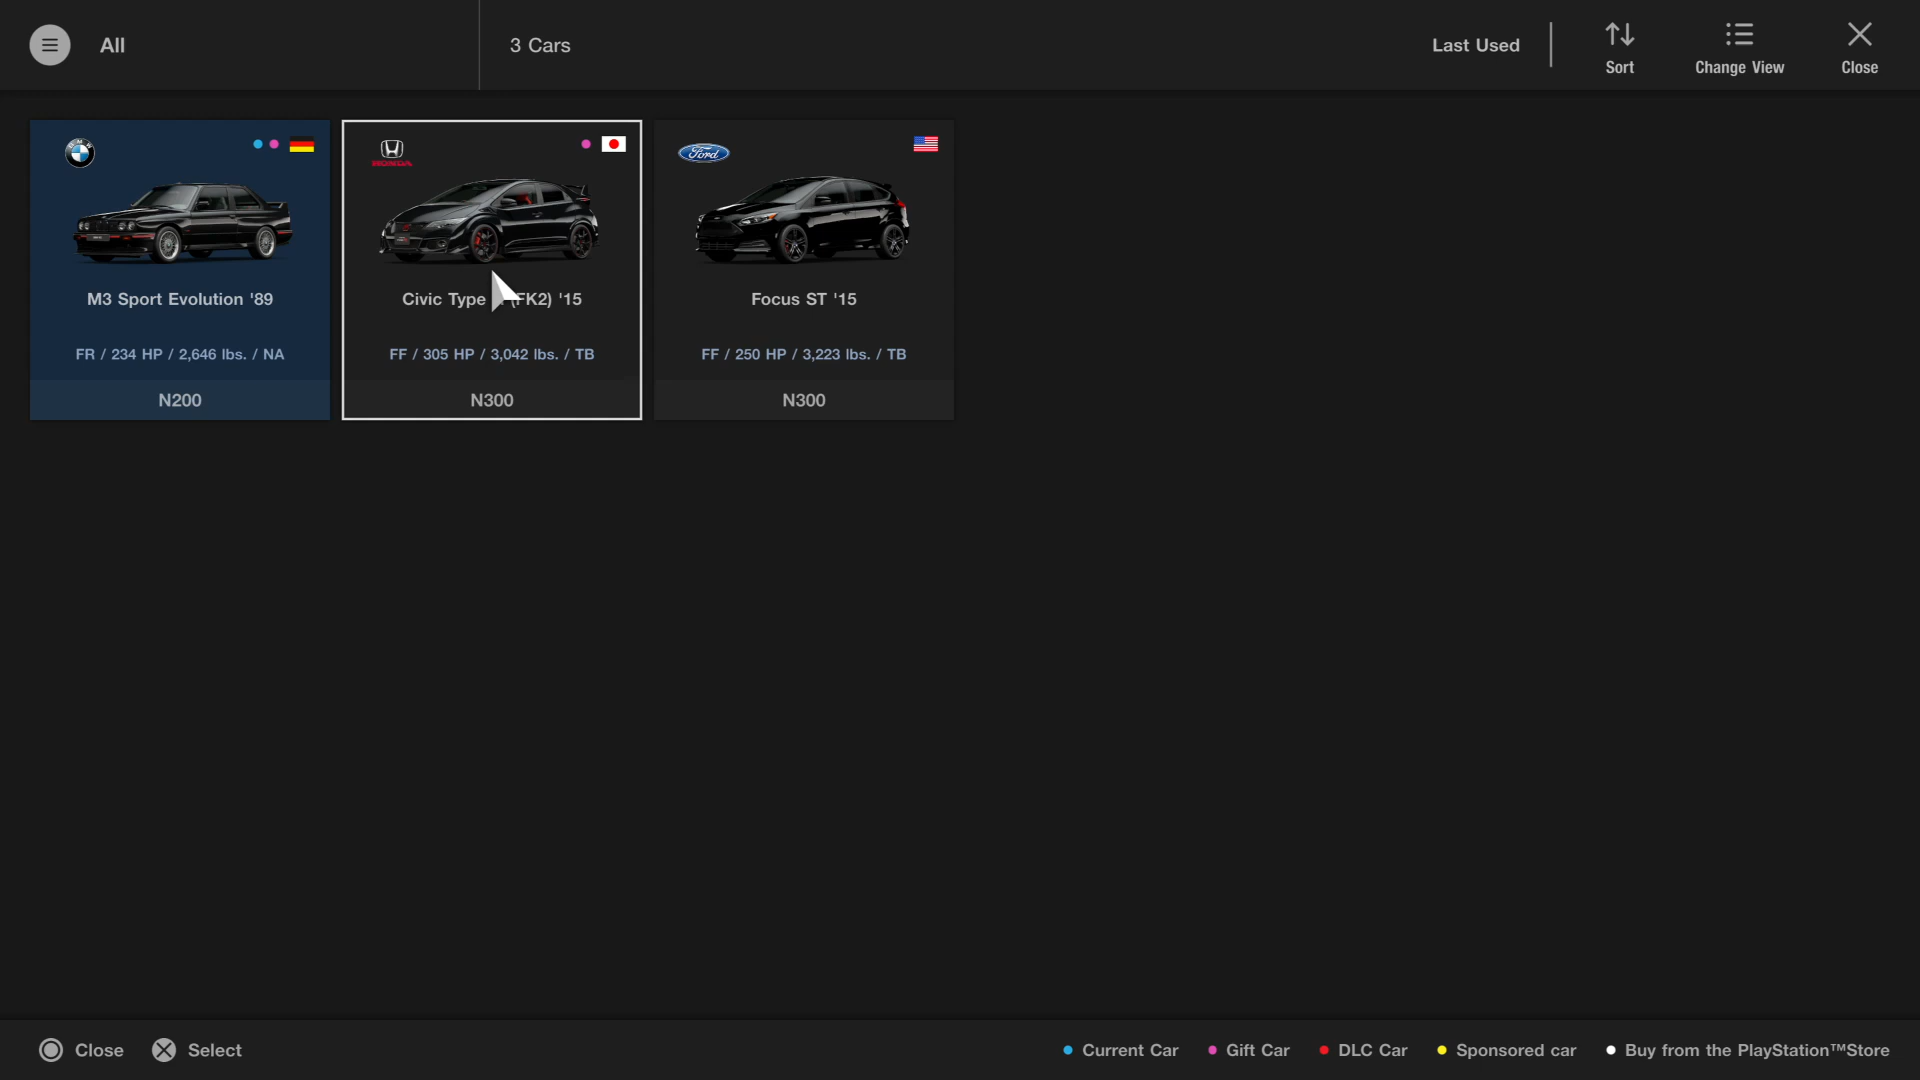 All
3 Cars
Last Used
Sort
Change View
Close
M3 Sport Evolution '89
FR / 234 HP / 2,646 lbs. / NA
N200
HONDA
Civic Type (FK2) '15
FF / 305 HP / 3,042 lbs. / TB
N300
Ford
Focus ST '15
FF / 250 HP / 3,223 lbs. / TB
N300
Close
Select
Current Car
Gift Car
DLC Car
Sponsored car
Buy from the PlayStation™Store